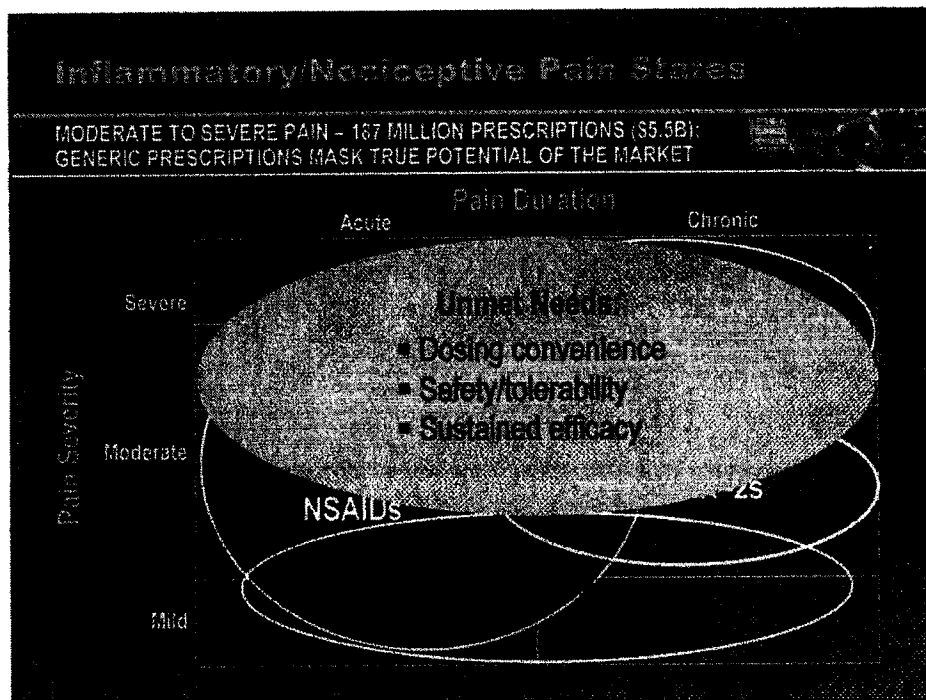 Inflammatory/Nociceptive Pain States
MODERATE TO SEVERE PAIN – 187 MILLION PRESCRIPTIONS ($5.5B):
GENERIC PRESCRIPTIONS MASK TRUE POTENTIAL OF THE MARKET
Pain Duration
Acute
Chronic
Severe
Unmet Needs:
▪ Dosing convenience
Pain Severity
▪ Safety/tolerability
▪ Sustained efficacy
Moderate
-2s
NSAIDs
Mild